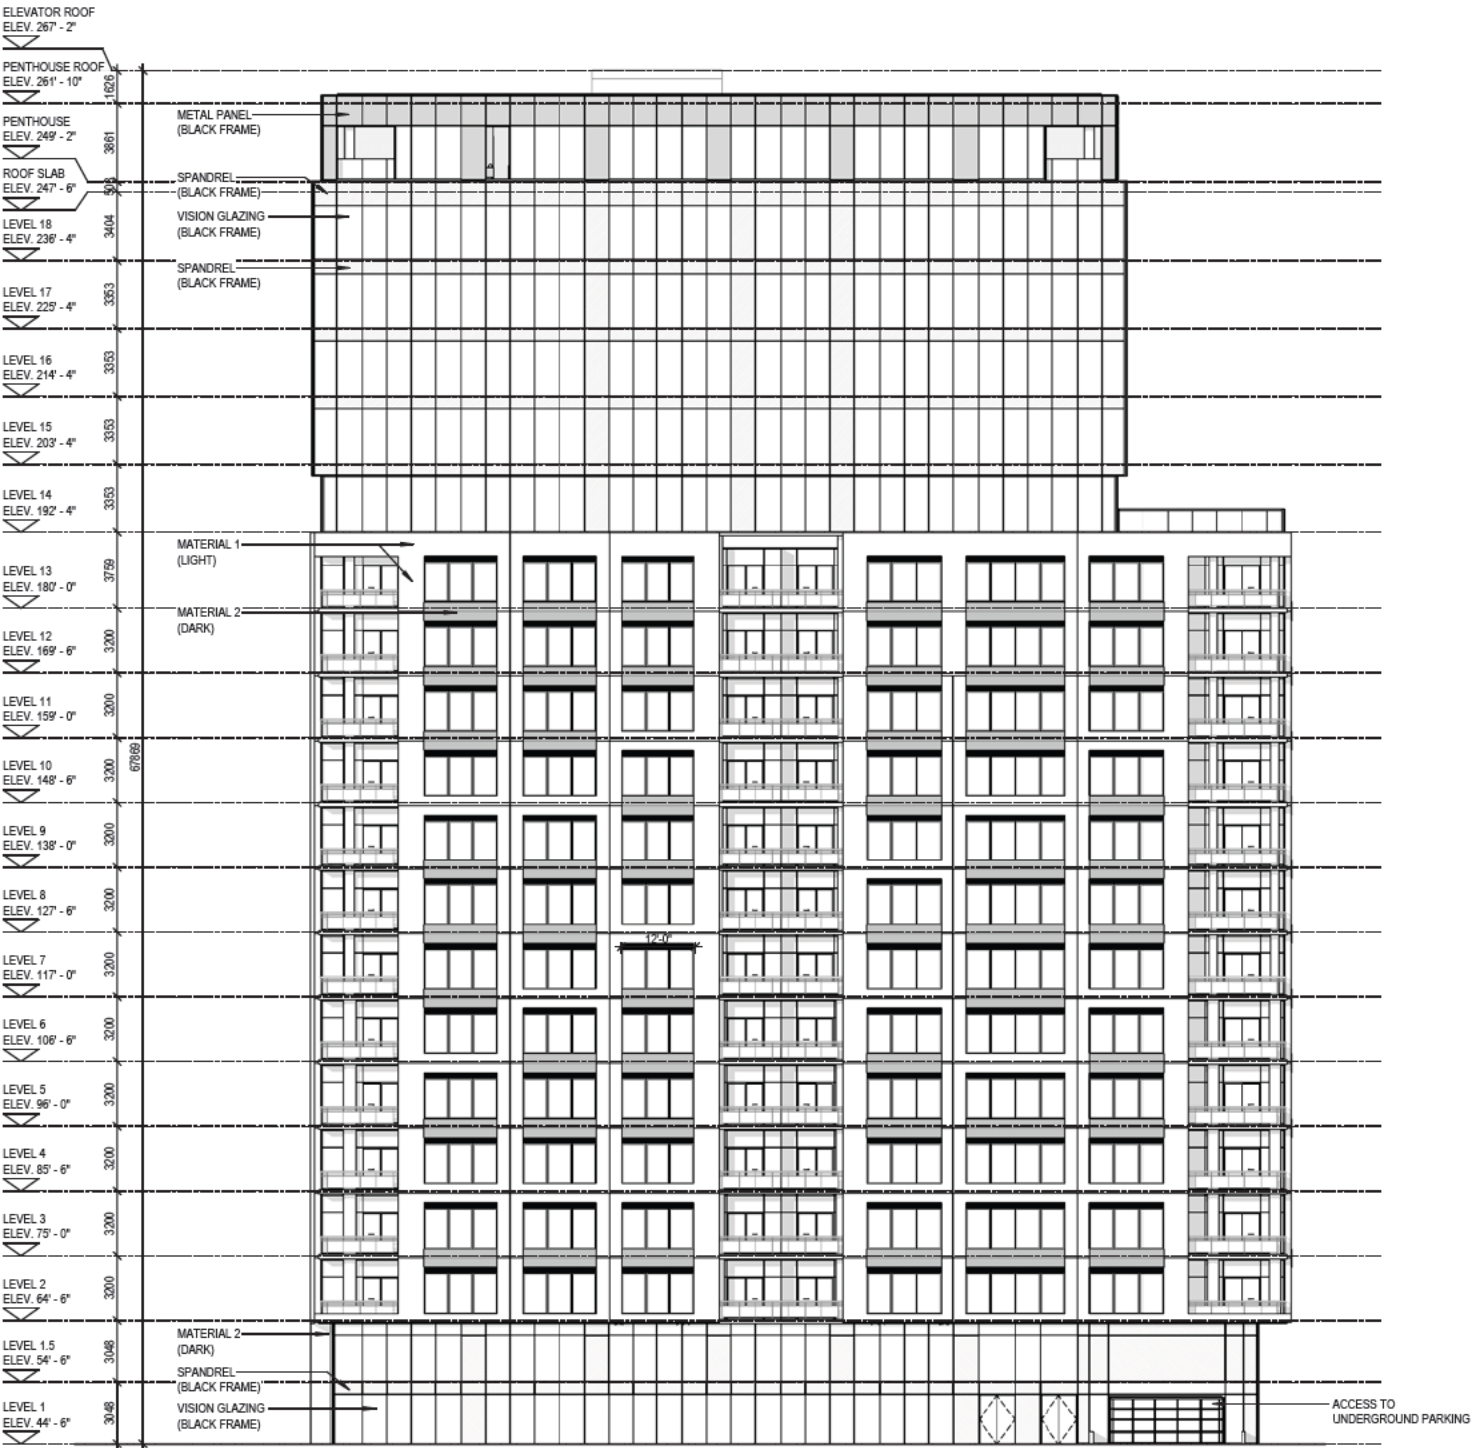 ELEVATOR ROOF
ELEV. 267' - 2"
PENTHOUSE ROOF
ELEV. 261' - 10"
1626
PENTHOUSE
ELEV. 249' - 2"
3861
ROOF SLAB
ELEV. 247' - 6"
508
LEVEL 18
ELEV. 236' - 4"
3404
LEVEL 17
ELEV. 225' - 4"
3353
LEVEL 16
ELEV. 214' - 4"
3353
LEVEL 15
ELEV. 203' - 4"
3353
LEVEL 14
ELEV. 192' - 4"
3353
LEVEL 13
ELEV. 180' - 0"
3759
LEVEL 12
ELEV. 169' - 6"
3200
LEVEL 11
ELEV. 159' - 0"
3200
LEVEL 10
ELEV. 148' - 6"
3200
67869
LEVEL 9
ELEV. 138' - 0"
3200
LEVEL 8
ELEV. 127' - 6"
3200
LEVEL 7
ELEV. 117' - 0"
3200
LEVEL 6
ELEV. 106' - 6"
3200
LEVEL 5
ELEV. 96' - 0"
3200
LEVEL 4
ELEV. 85' - 6"
3200
LEVEL 3
ELEV. 75' - 0"
3200
LEVEL 2
ELEV. 64' - 6"
3200
LEVEL 1.5
ELEV. 54' - 6"
3048
LEVEL 1
ELEV. 44' - 6"
3048
METAL PANEL
(BLACK FRAME)
SPANDREL
(BLACK FRAME)
VISION GLAZING
(BLACK FRAME)
SPANDREL
(BLACK FRAME)
MATERIAL 1
(LIGHT)
MATERIAL 2
(DARK)
12'-0"
MATERIAL 2
(DARK)
SPANDREL
(BLACK FRAME)
VISION GLAZING
(BLACK FRAME)
ACCESS TO
UNDERGROUND PARKING